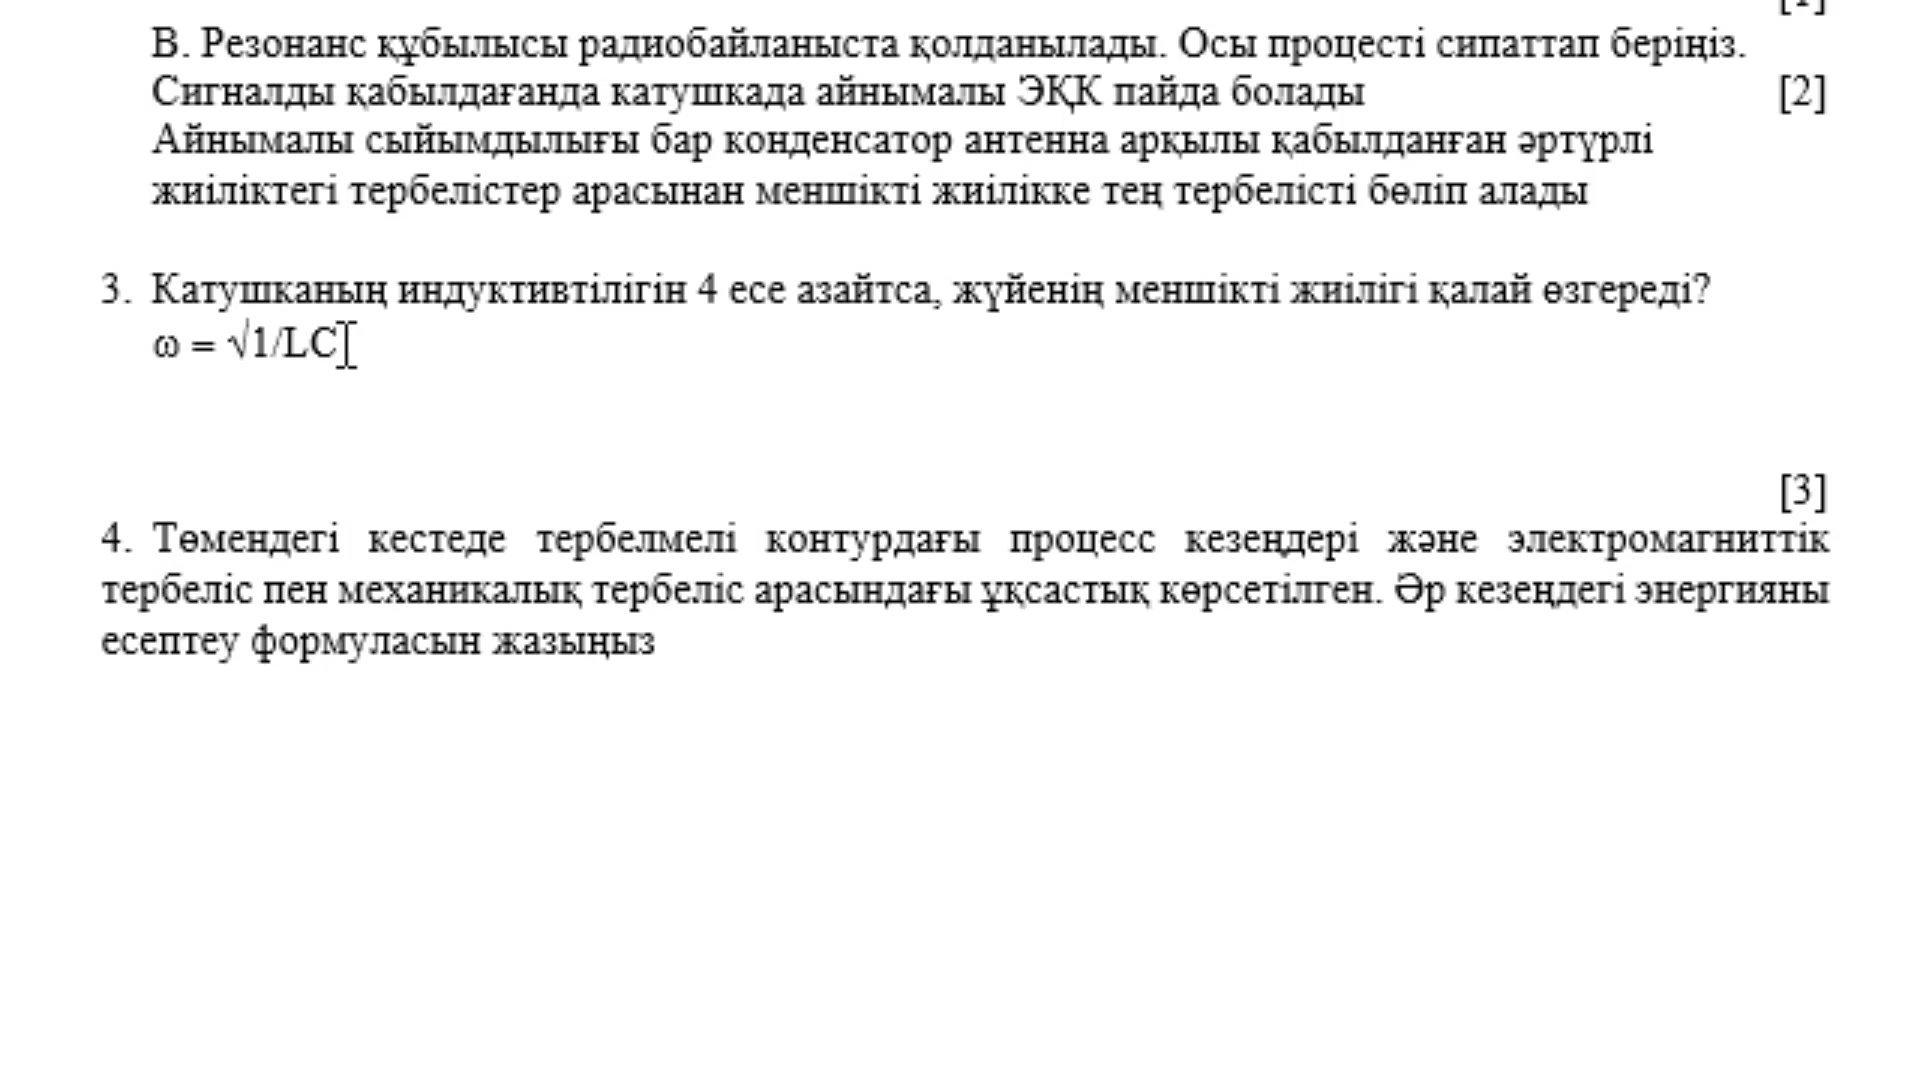 [1]
В. Резонанс құбылысы радиобайланыста қолданылады. Осы процесті сипаттап беріңіз.
Сигналды қабылдағанда катушкада айнымалы ЭҚК пайда болады [2]
Айнымалы сыйымдылығы бар конденсатор антенна арқылы қабылданған әртүрлі
жиіліктегі тербелістер арасынан меншікті жиілікке тең тербелісті бөліп алады
3. Катушканың индуктивтілігін 4 есе азайтса, жүйенің меншікті жиілігі қалай өзгереді?
ω = √1/LC
[3]
4. Төмендегі кестеде тербелмелі контурдағы процесс кезеңдері және электромагниттік
тербеліс пен механикалық тербеліс арасындағы ұқсастық көрсетілген. Әр кезеңдегі энергияны
есептеу формуласын жазыңыз